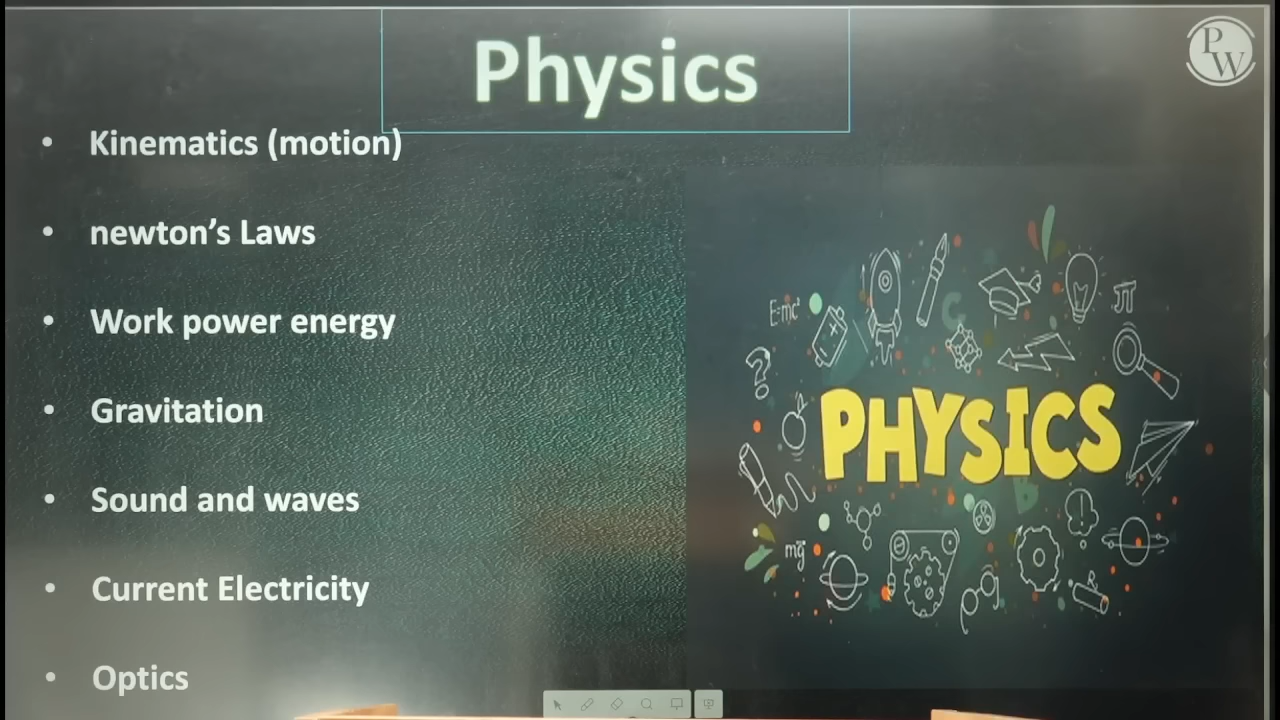 Physics
PW
• Kinematics (motion)
• newton’s Laws
• Work power energy
• Gravitation
• Sound and waves
• Current Electricity
• Optics
E=mc²
π
C
?
PHYSICS
B
mg